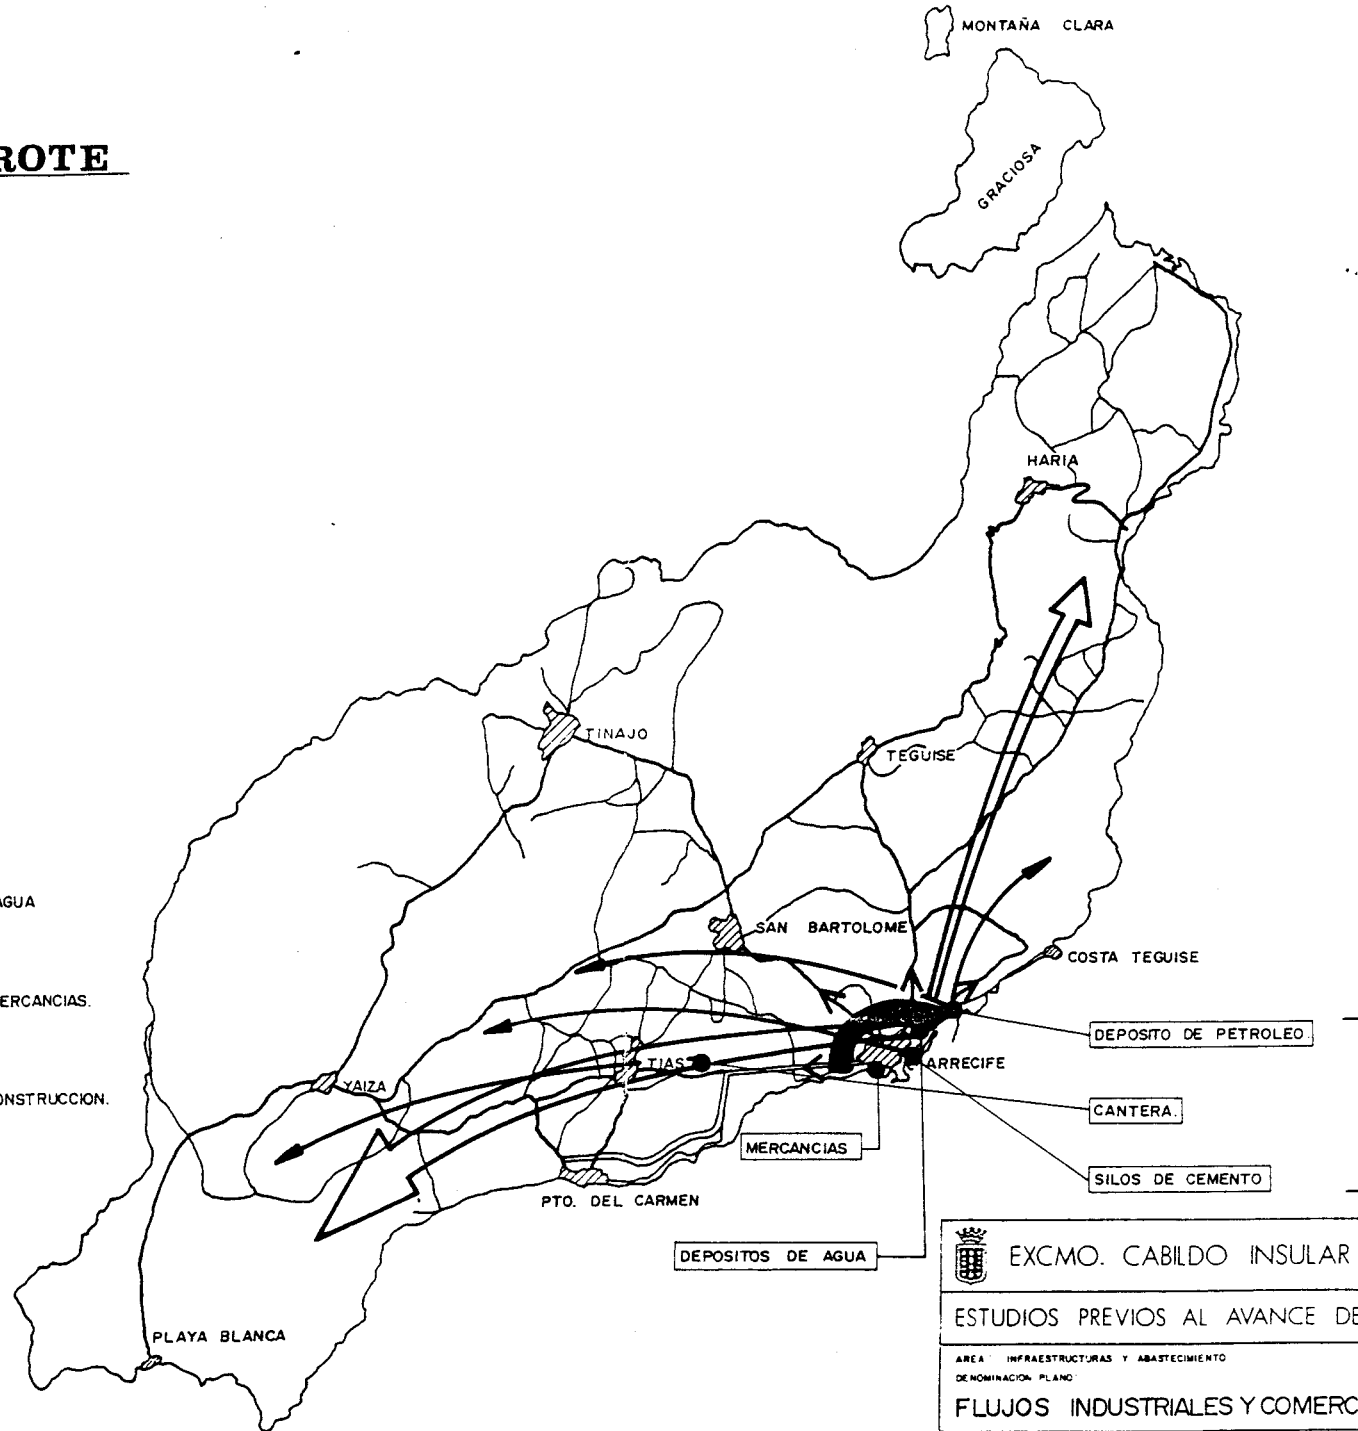 MONTAÑA CLARA
ROTE
GRACIOSA
HARIA
TINAJO
TEGUISE
AGUA
SAN BARTOLOME
COSTA TEGUISE
ERCANCIAS.
DEPOSITO DE PETROLEO
TIAS
ARRECIFE
YAIZA
ONSTRUCCION.
CANTERA.
MERCANCIAS
SILOS DE CEMENTO
PTO. DEL CARMEN
DEPOSITOS DE AGUA
EXCMO. CABILDO INSULAR
ESTUDIOS PREVIOS AL AVANCE DE
PLAYA BLANCA
AREA: INFRAESTRUCTURAS Y ABASTECIMIENTO
DENOMINACION PLANO:
FLUJOS INDUSTRIALES Y COMERC